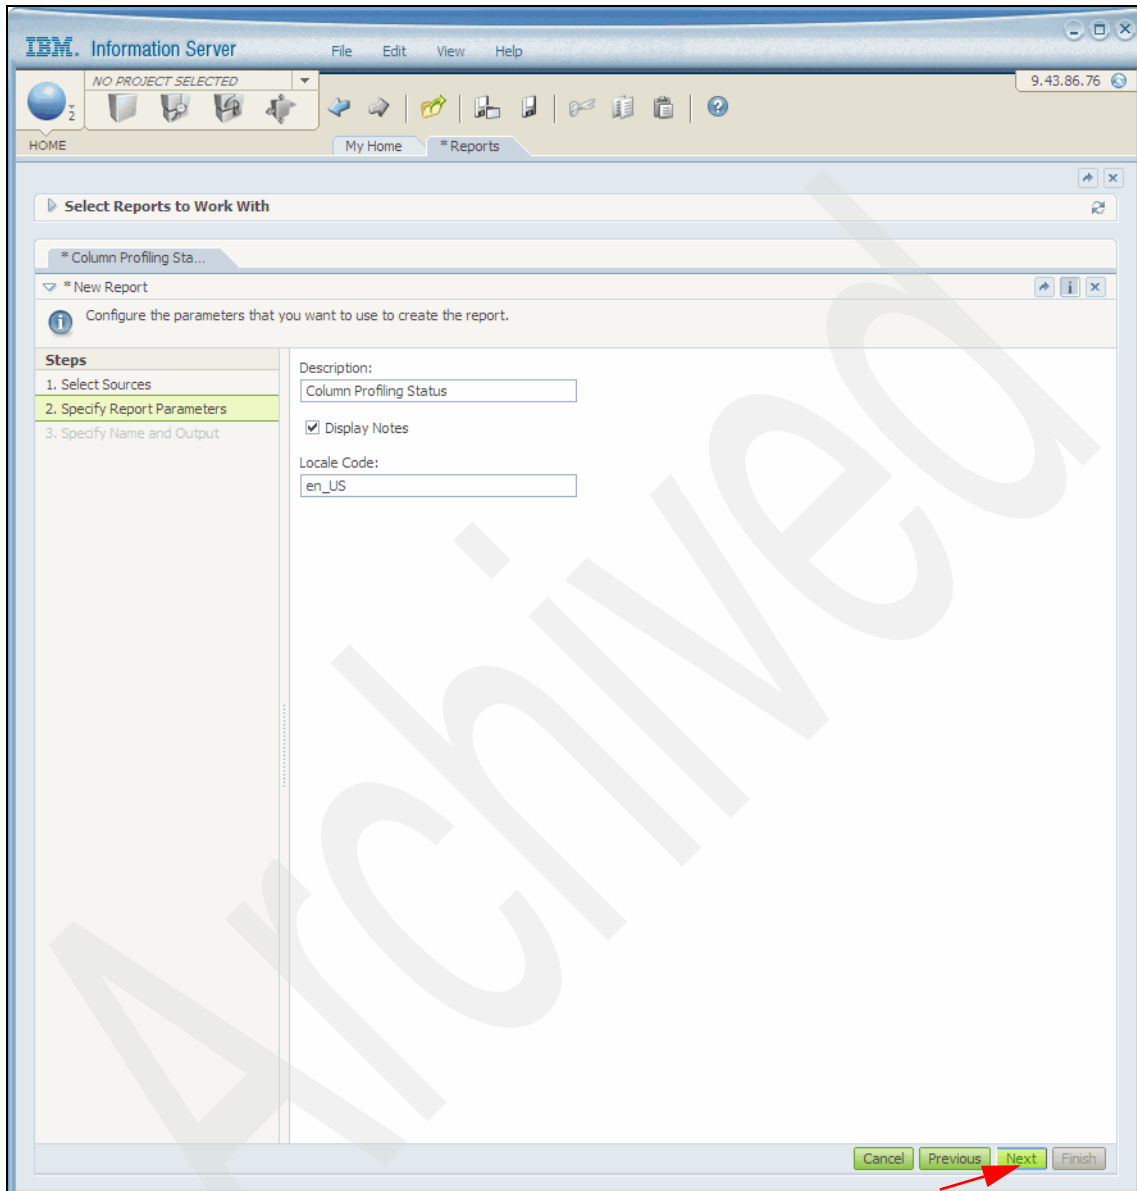 IBM. Information Server File Edit View Help
NO PROJECT SELECTED
9.43.86.76
2
HOME
My Home * Reports
Select Reports to Work With
* Column Profiling Sta...
* New Report
i
Configure the parameters that you want to use to create the report.
Steps
1. Select Sources
2. Specify Report Parameters
3. Specify Name and Output
Description:
Column Profiling Status
Display Notes
Locale Code:
en_US
Archived
Cancel Previous Next Finish